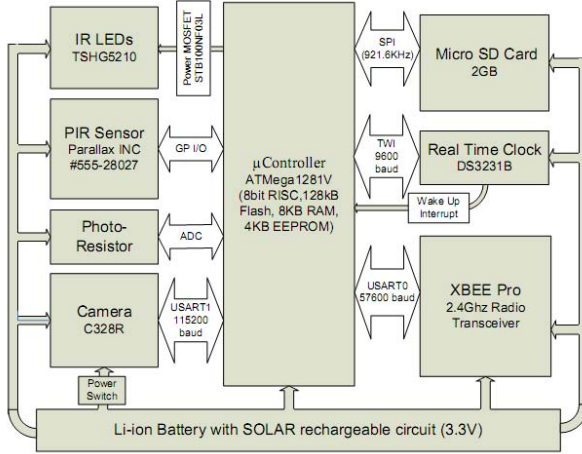 IR LEDs
TSHG5210
Power MOSFET
STB100NF03L
SPI
(921.6KHz)
Micro SD Card
2GB
PIR Sensor
Parallax INC
#555-28027
GP I/O
µController
ATMega1281V
(8bit RISC,128kB
Flash, 8KB RAM,
4KB EEPROM)
TWI
9600
baud
Real Time Clock
DS3231B
Wake Up
Interrupt
Photo-
Resistor
ADC
Camera
C328R
USART1
115200
baud
USART0
57600 baud
XBEE Pro
2.4Ghz Radio
Transceiver
Power
Switch
Li-ion Battery with SOLAR rechargeable circuit (3.3V)